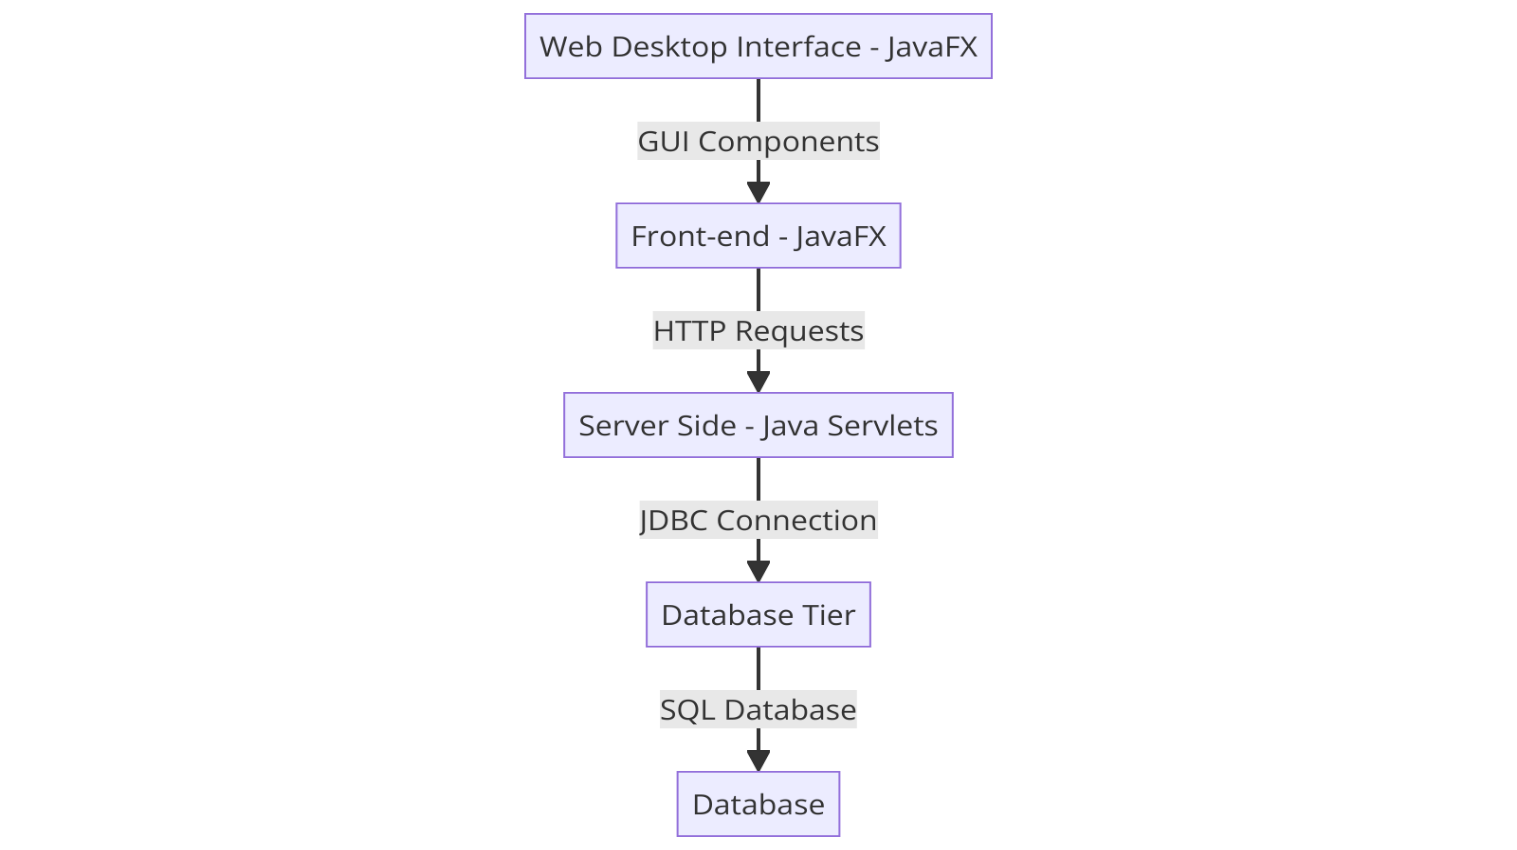 Web Desktop Interface - JavaFX
GUI Components
Front-end - JavaFX
HTTP Requests
Server Side - Java Servlets
JDBC Connection
Database Tier
SQL Database
Database